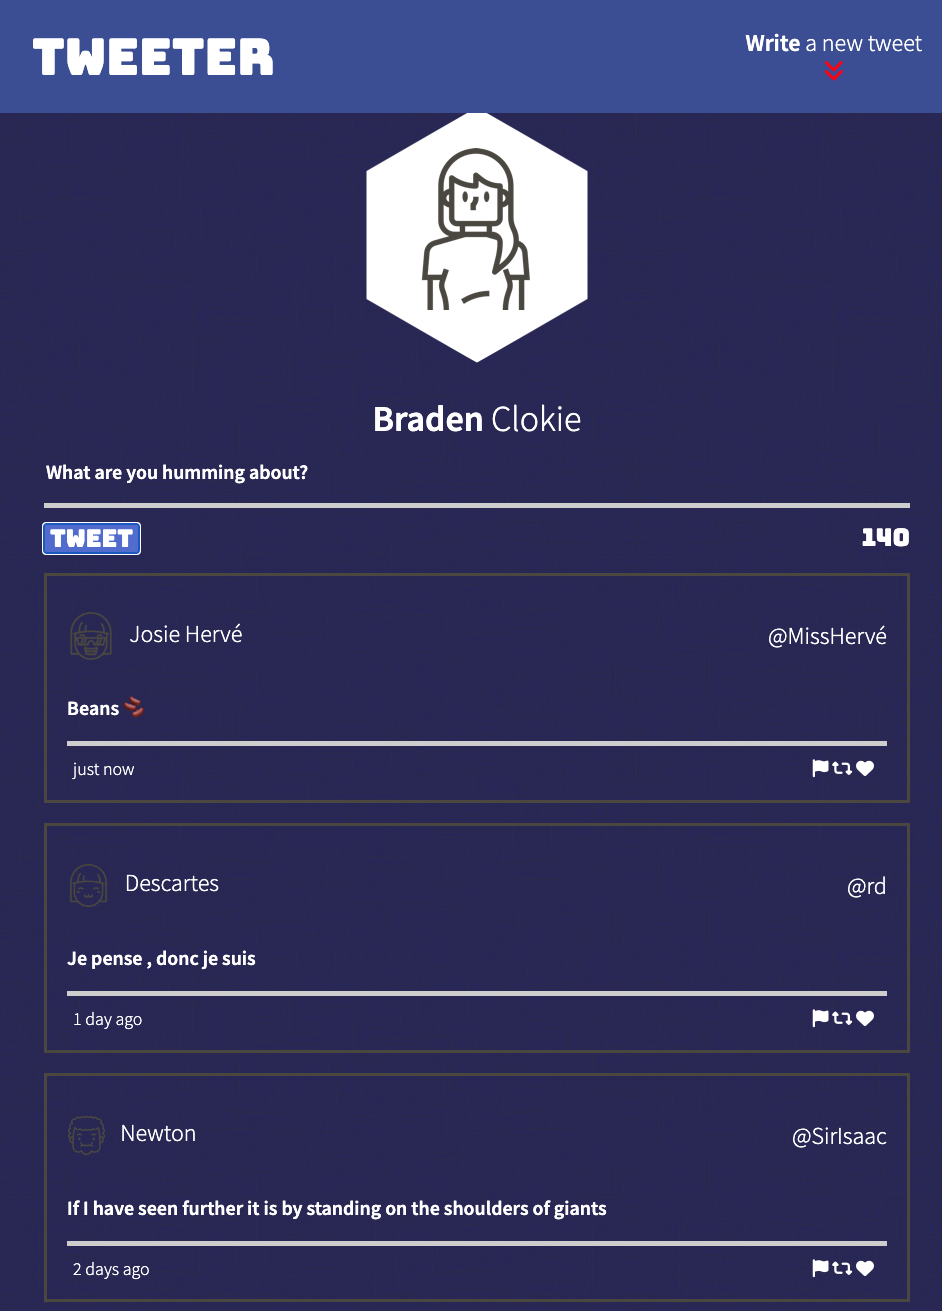 TWEETER
Write a new tweet
Braden Clokie
What are you humming about?
TWEET
140
Josie Hervé
@MissHervé
Beans 🫘
just now
Descartes
@rd
Je pense , donc je suis
1 day ago
Newton
@SirIsaac
If I have seen further it is by standing on the shoulders of giants
2 days ago